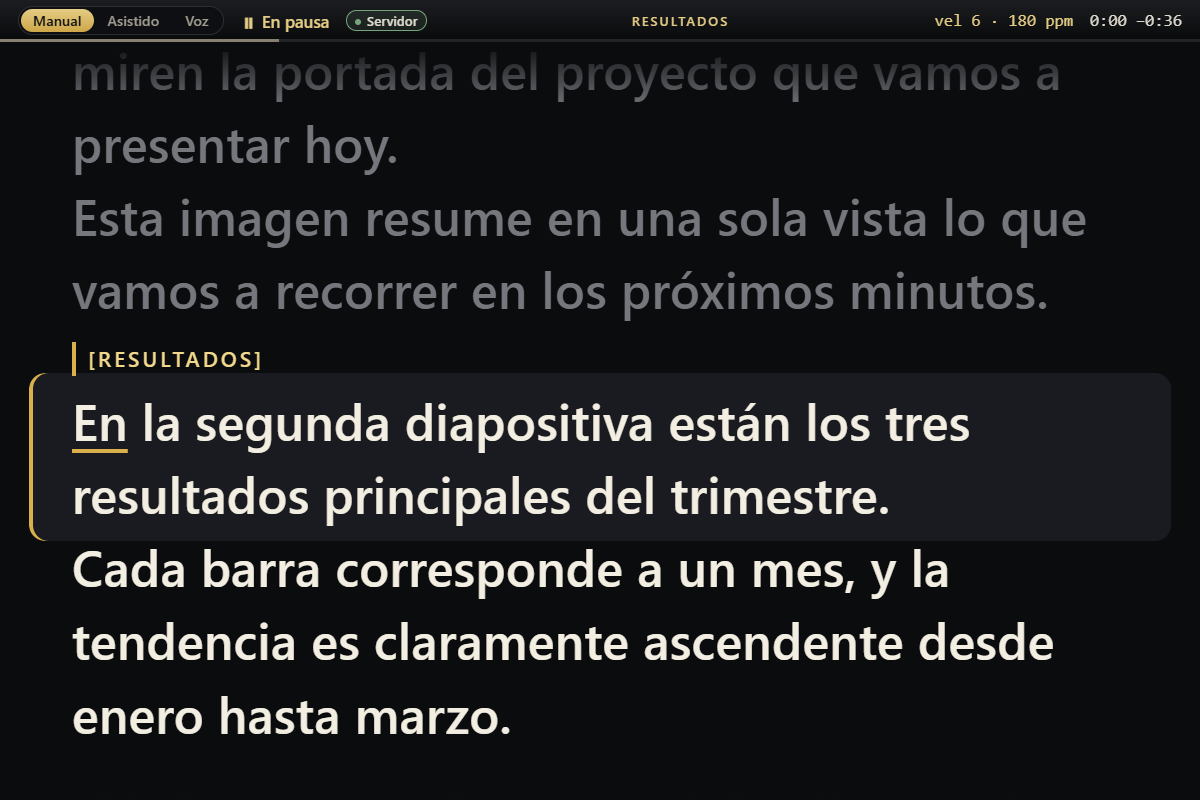 Manual Asistido Voz En pausa Servidor RESULTADOS vel 6 · 180 ppm 0:00 −0:36
miren la portada del proyecto que vamos a
presentar hoy.
Esta imagen resume en una sola vista lo que
vamos a recorrer en los próximos minutos.
[RESULTADOS]
En la segunda diapositiva están los tres
resultados principales del trimestre.
Cada barra corresponde a un mes, y la
tendencia es claramente ascendente desde
enero hasta marzo.